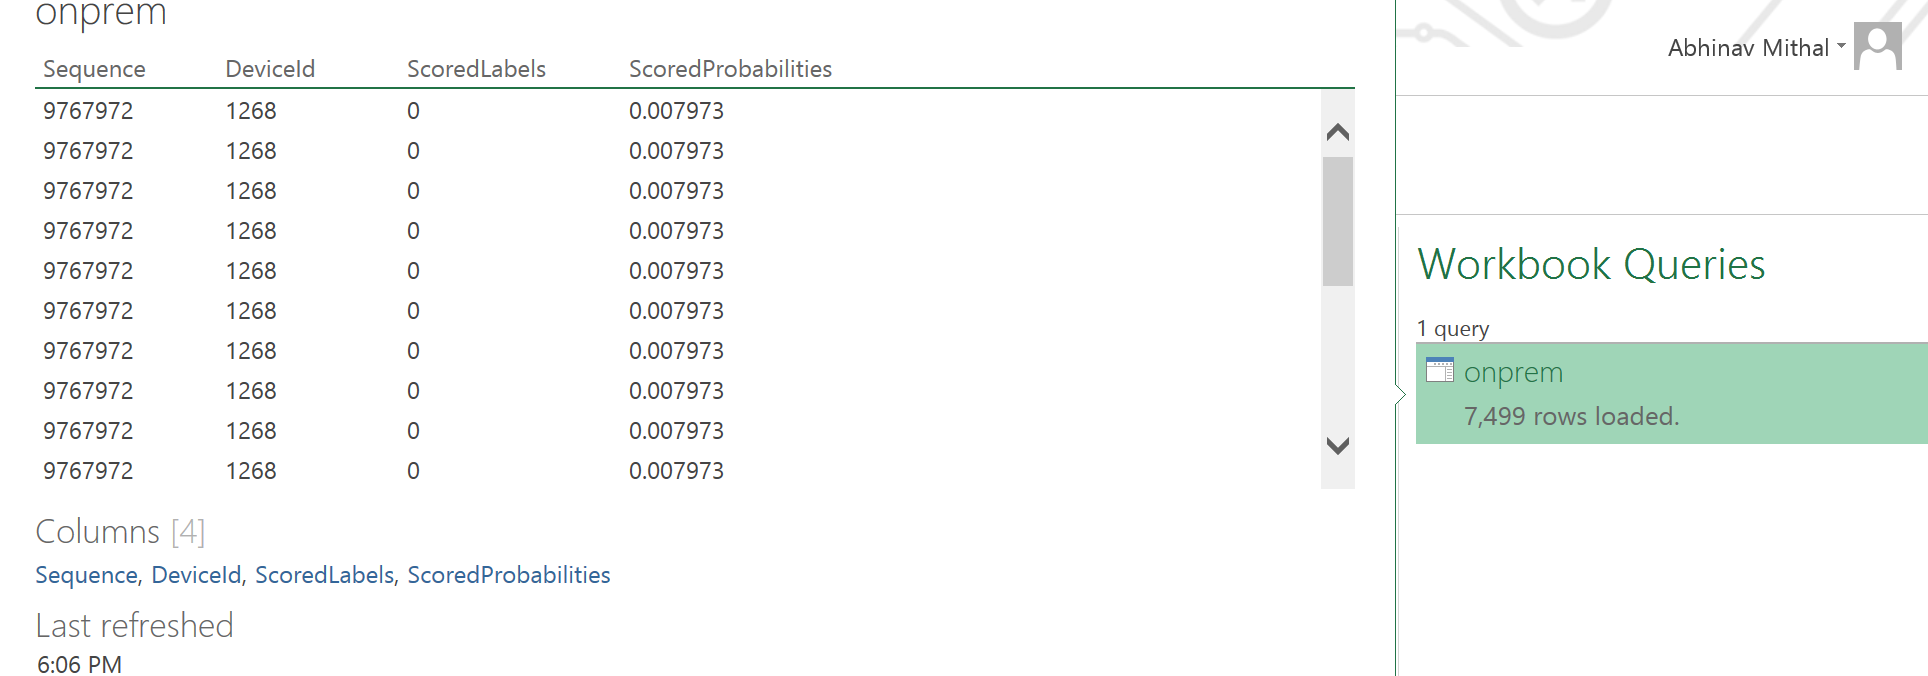 onprem
Sequence DeviceId ScoredLabels ScoredProbabilities
9767972 1268 0 0.007973
9767972 1268 0 0.007973
9767972 1268 0 0.007973
9767972 1268 0 0.007973
9767972 1268 0 0.007973
9767972 1268 0 0.007973
9767972 1268 0 0.007973
9767972 1268 0 0.007973
9767972 1268 0 0.007973
9767972 1268 0 0.007973
Columns [4]
Sequence, DeviceId, ScoredLabels, ScoredProbabilities
Last refreshed
6:06 PM
Abhinav Mithal
Workbook Queries
1 query
onprem
7,499 rows loaded.